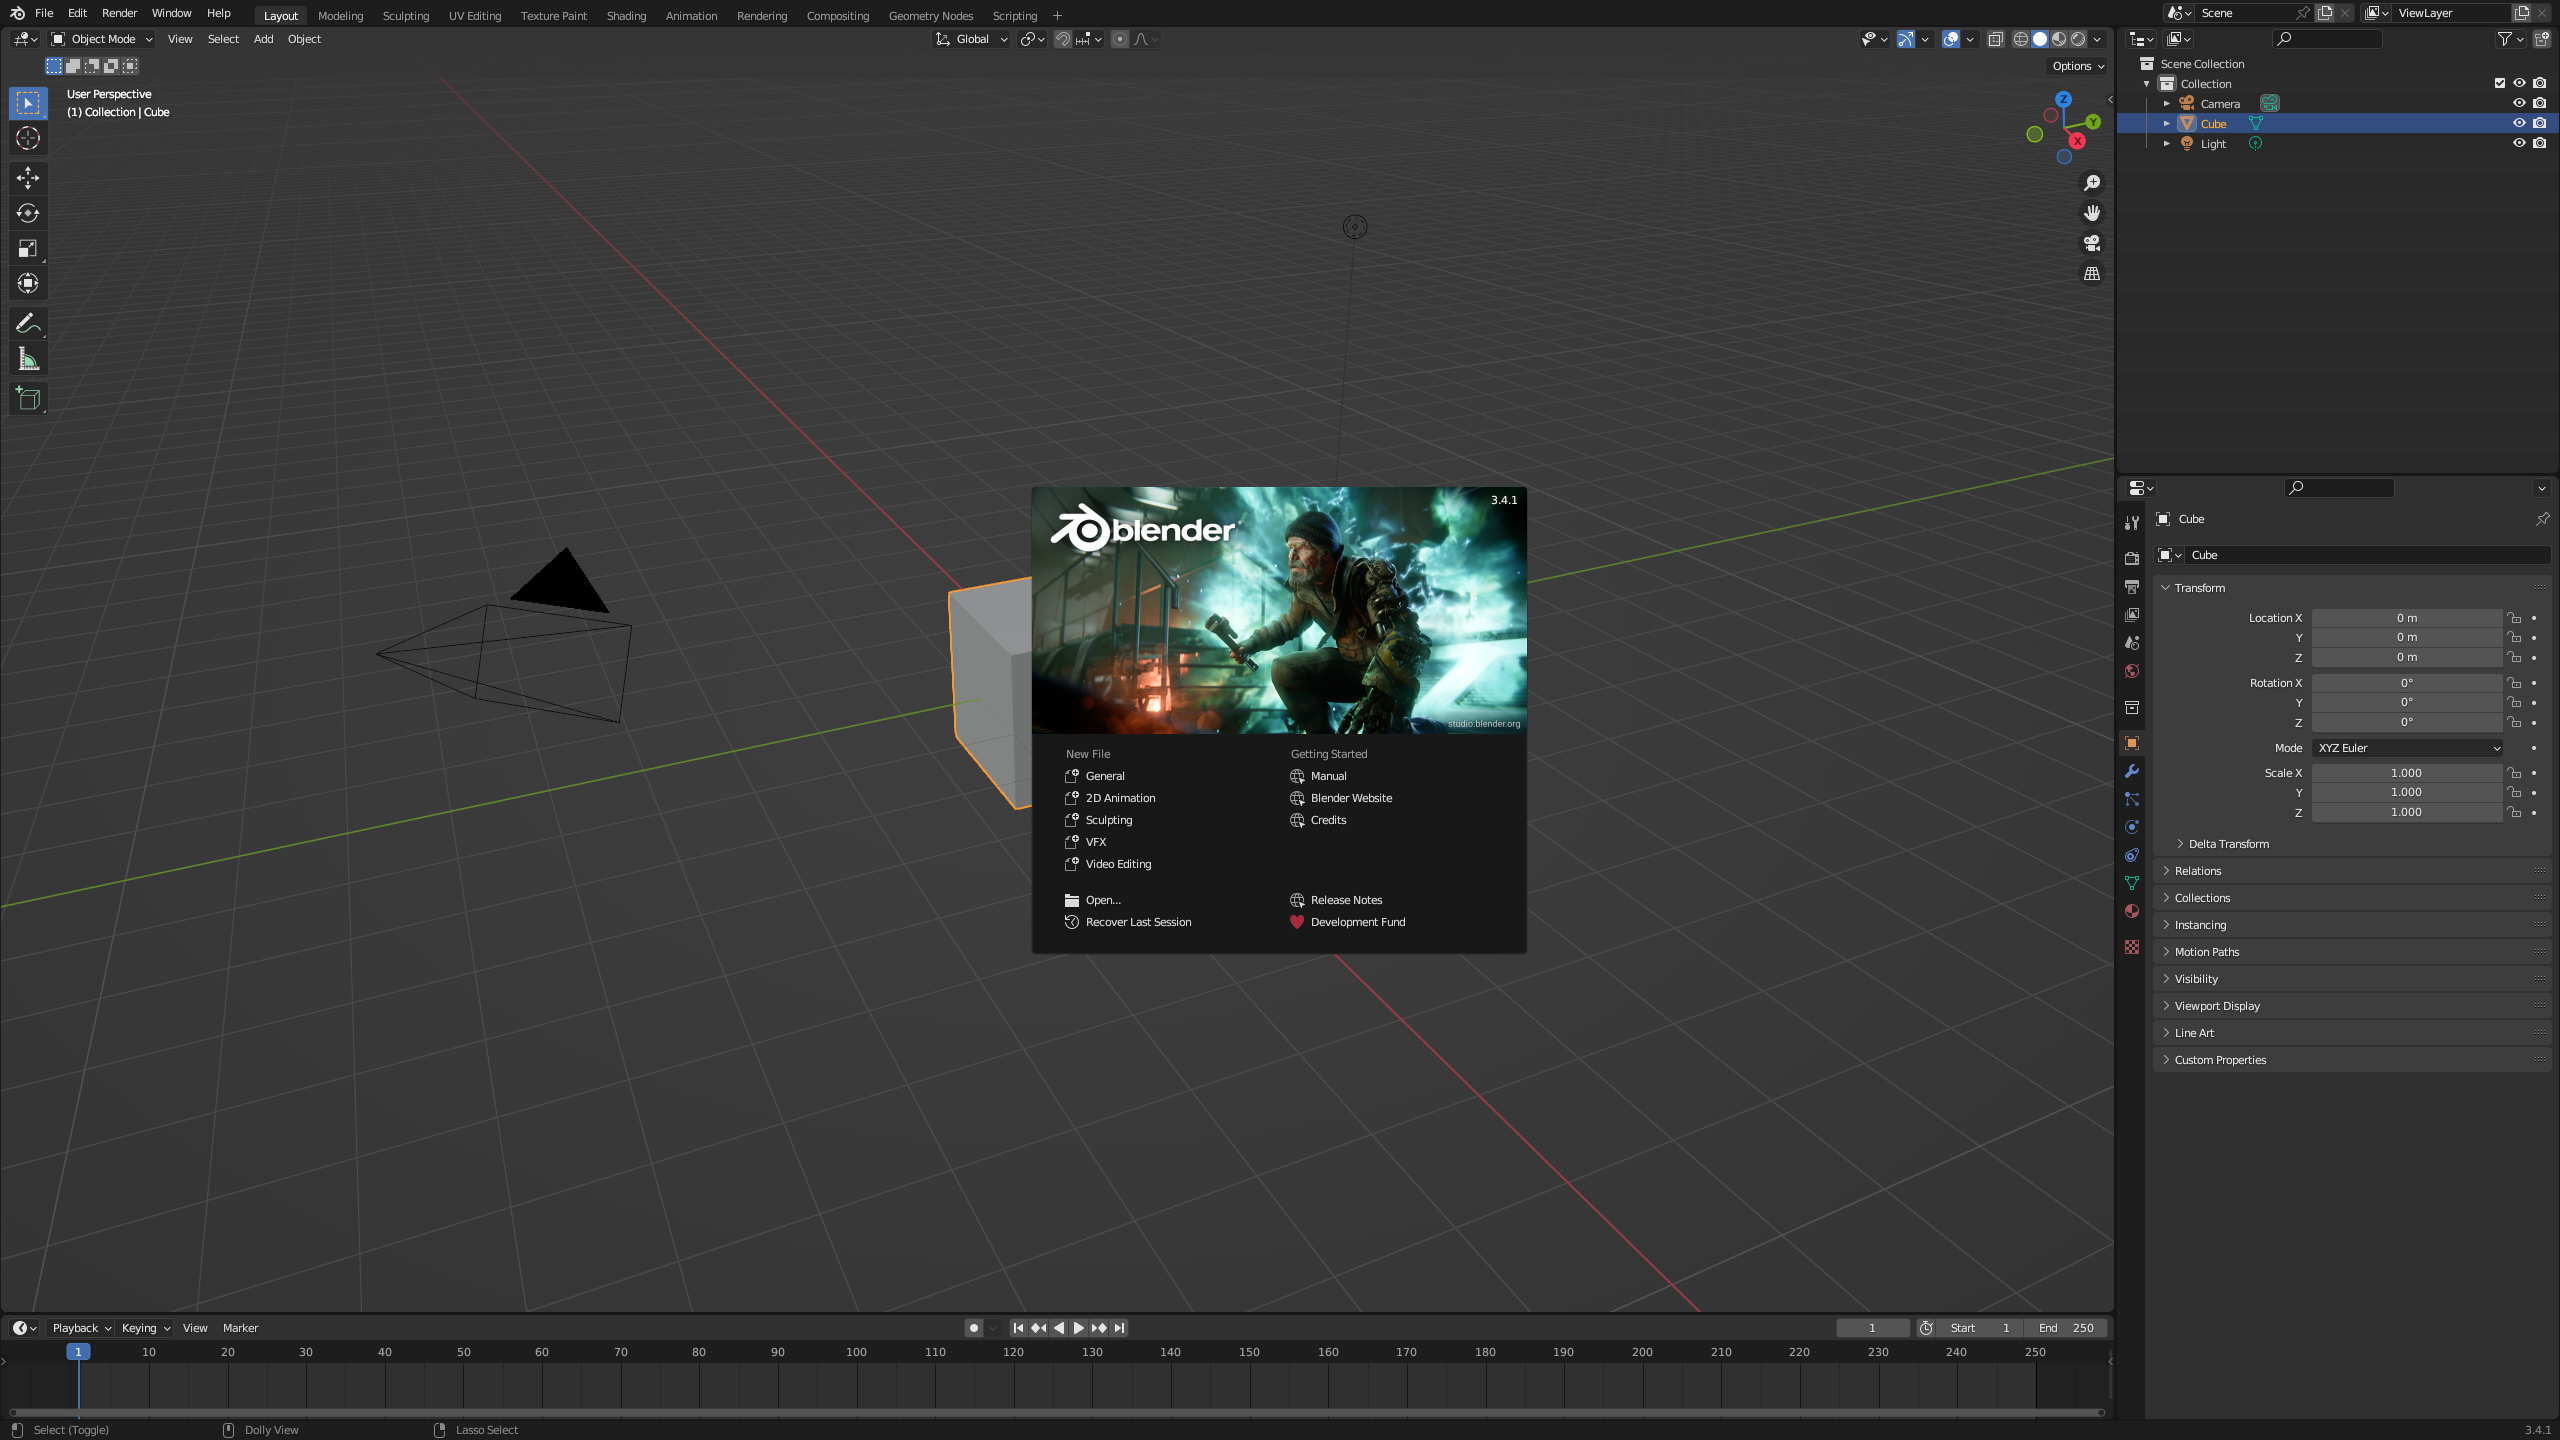 File Edit Render Window Help Layout Modeling Sculpting UV Editing Texture Paint Shading Animation Rendering Compositing Geometry Nodes Scripting + Scene ViewLayer
Object Mode View Select Add Object Global
Options
User Perspective
(1) Collection | Cube
Z
Y
X
Scene Collection
Collection
Camera
Cube
Light
3.4.1
blender
studio.blender.org
New File
General
2D Animation
Sculpting
VFX
Video Editing
Open...
Recover Last Session
Getting Started
Manual
Blender Website
Credits
Release Notes
Development Fund
Cube
Cube
Transform
Location X 0 m
Y 0 m
Z 0 m
Rotation X 0°
Y 0°
Z 0°
Mode XYZ Euler
Scale X 1.000
Y 1.000
Z 1.000
Delta Transform
Relations
Collections
Instancing
Motion Paths
Visibility
Viewport Display
Line Art
Custom Properties
Playback Keying View Marker 1 Start 1 End 250
1 10 20 30 40 50 60 70 80 90 100 110 120 130 140 150 160 170 180 190 200 210 220 230 240 250
Select (Toggle) Dolly View Lasso Select 3.4.1